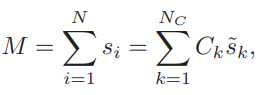 M = \sum_{i=1}^{N} s_i = \sum_{k=1}^{N_C} C_k \tilde{s}_k,